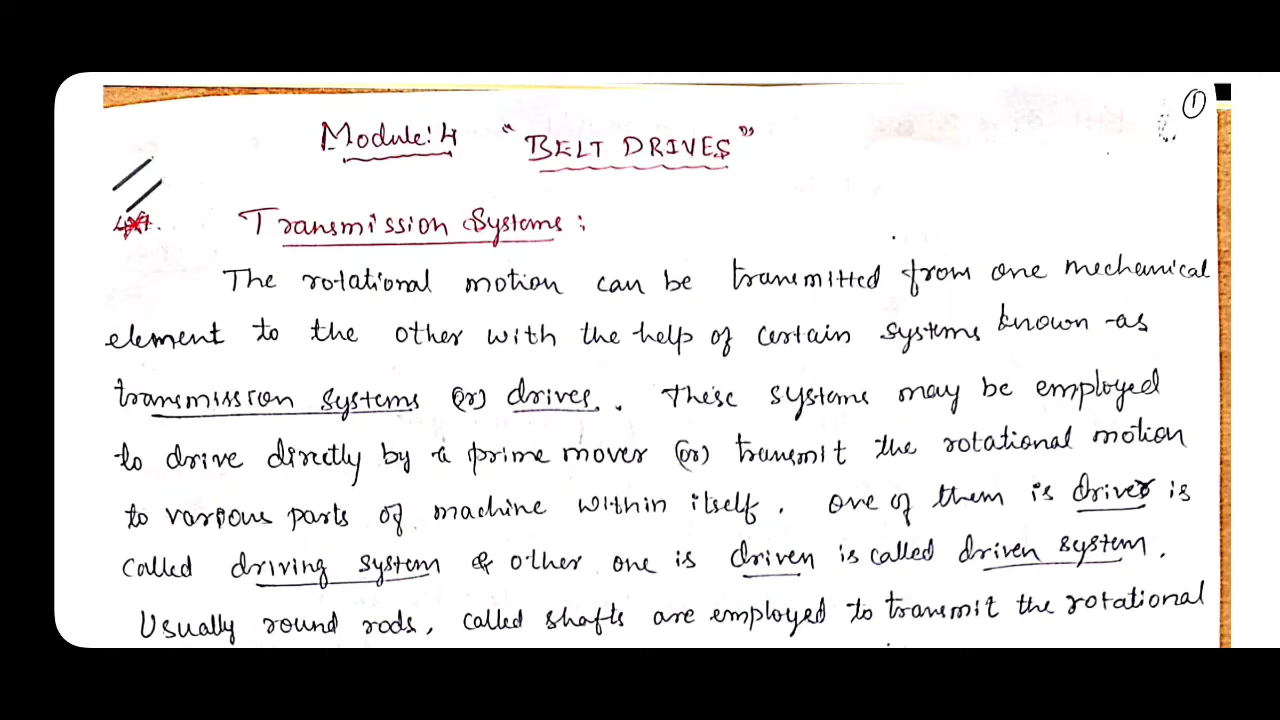 ①
Module:4 "BELT DRIVES"
Transmission Systems:
The rotational motion can be transmitted from one mechanical
element to the other with the help of certain systems known as
transmission systems (or) drives. These systems may be employed
to drive directly by a prime mover (or) transmit the rotational motion
to various parts of machine within itself. One of them is driver is
called driving system & other one is driven is called driven system.
Usually round rods, called shafts are employed to transmit the rotational